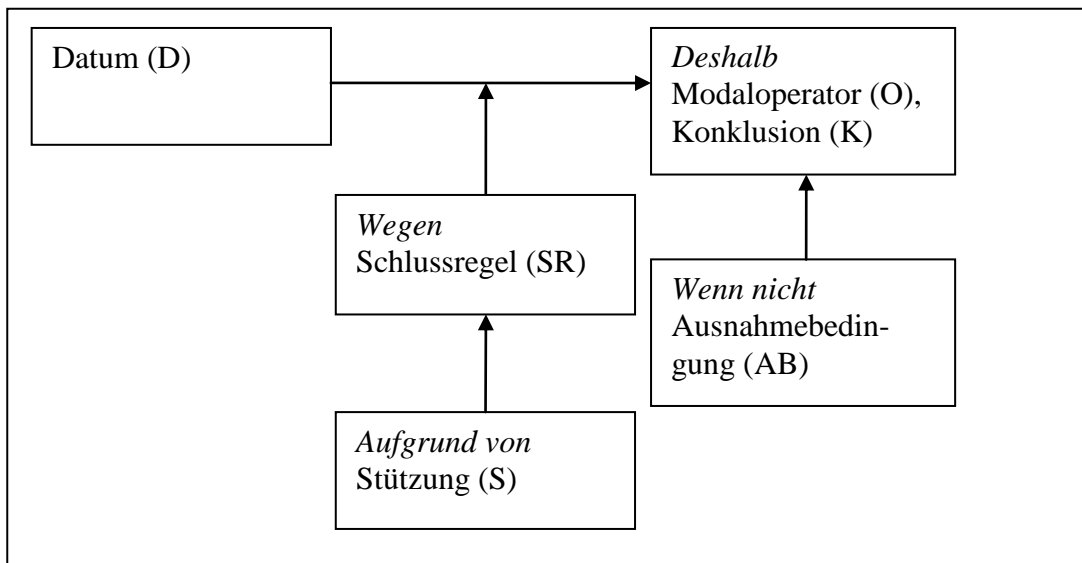 Datum (D)
Deshalb
Modaloperator (O),
Konklusion (K)
Wegen
Schlussregel (SR)
Wenn nicht
Ausnahmebedin-
gung (AB)
Aufgrund von
Stützung (S)